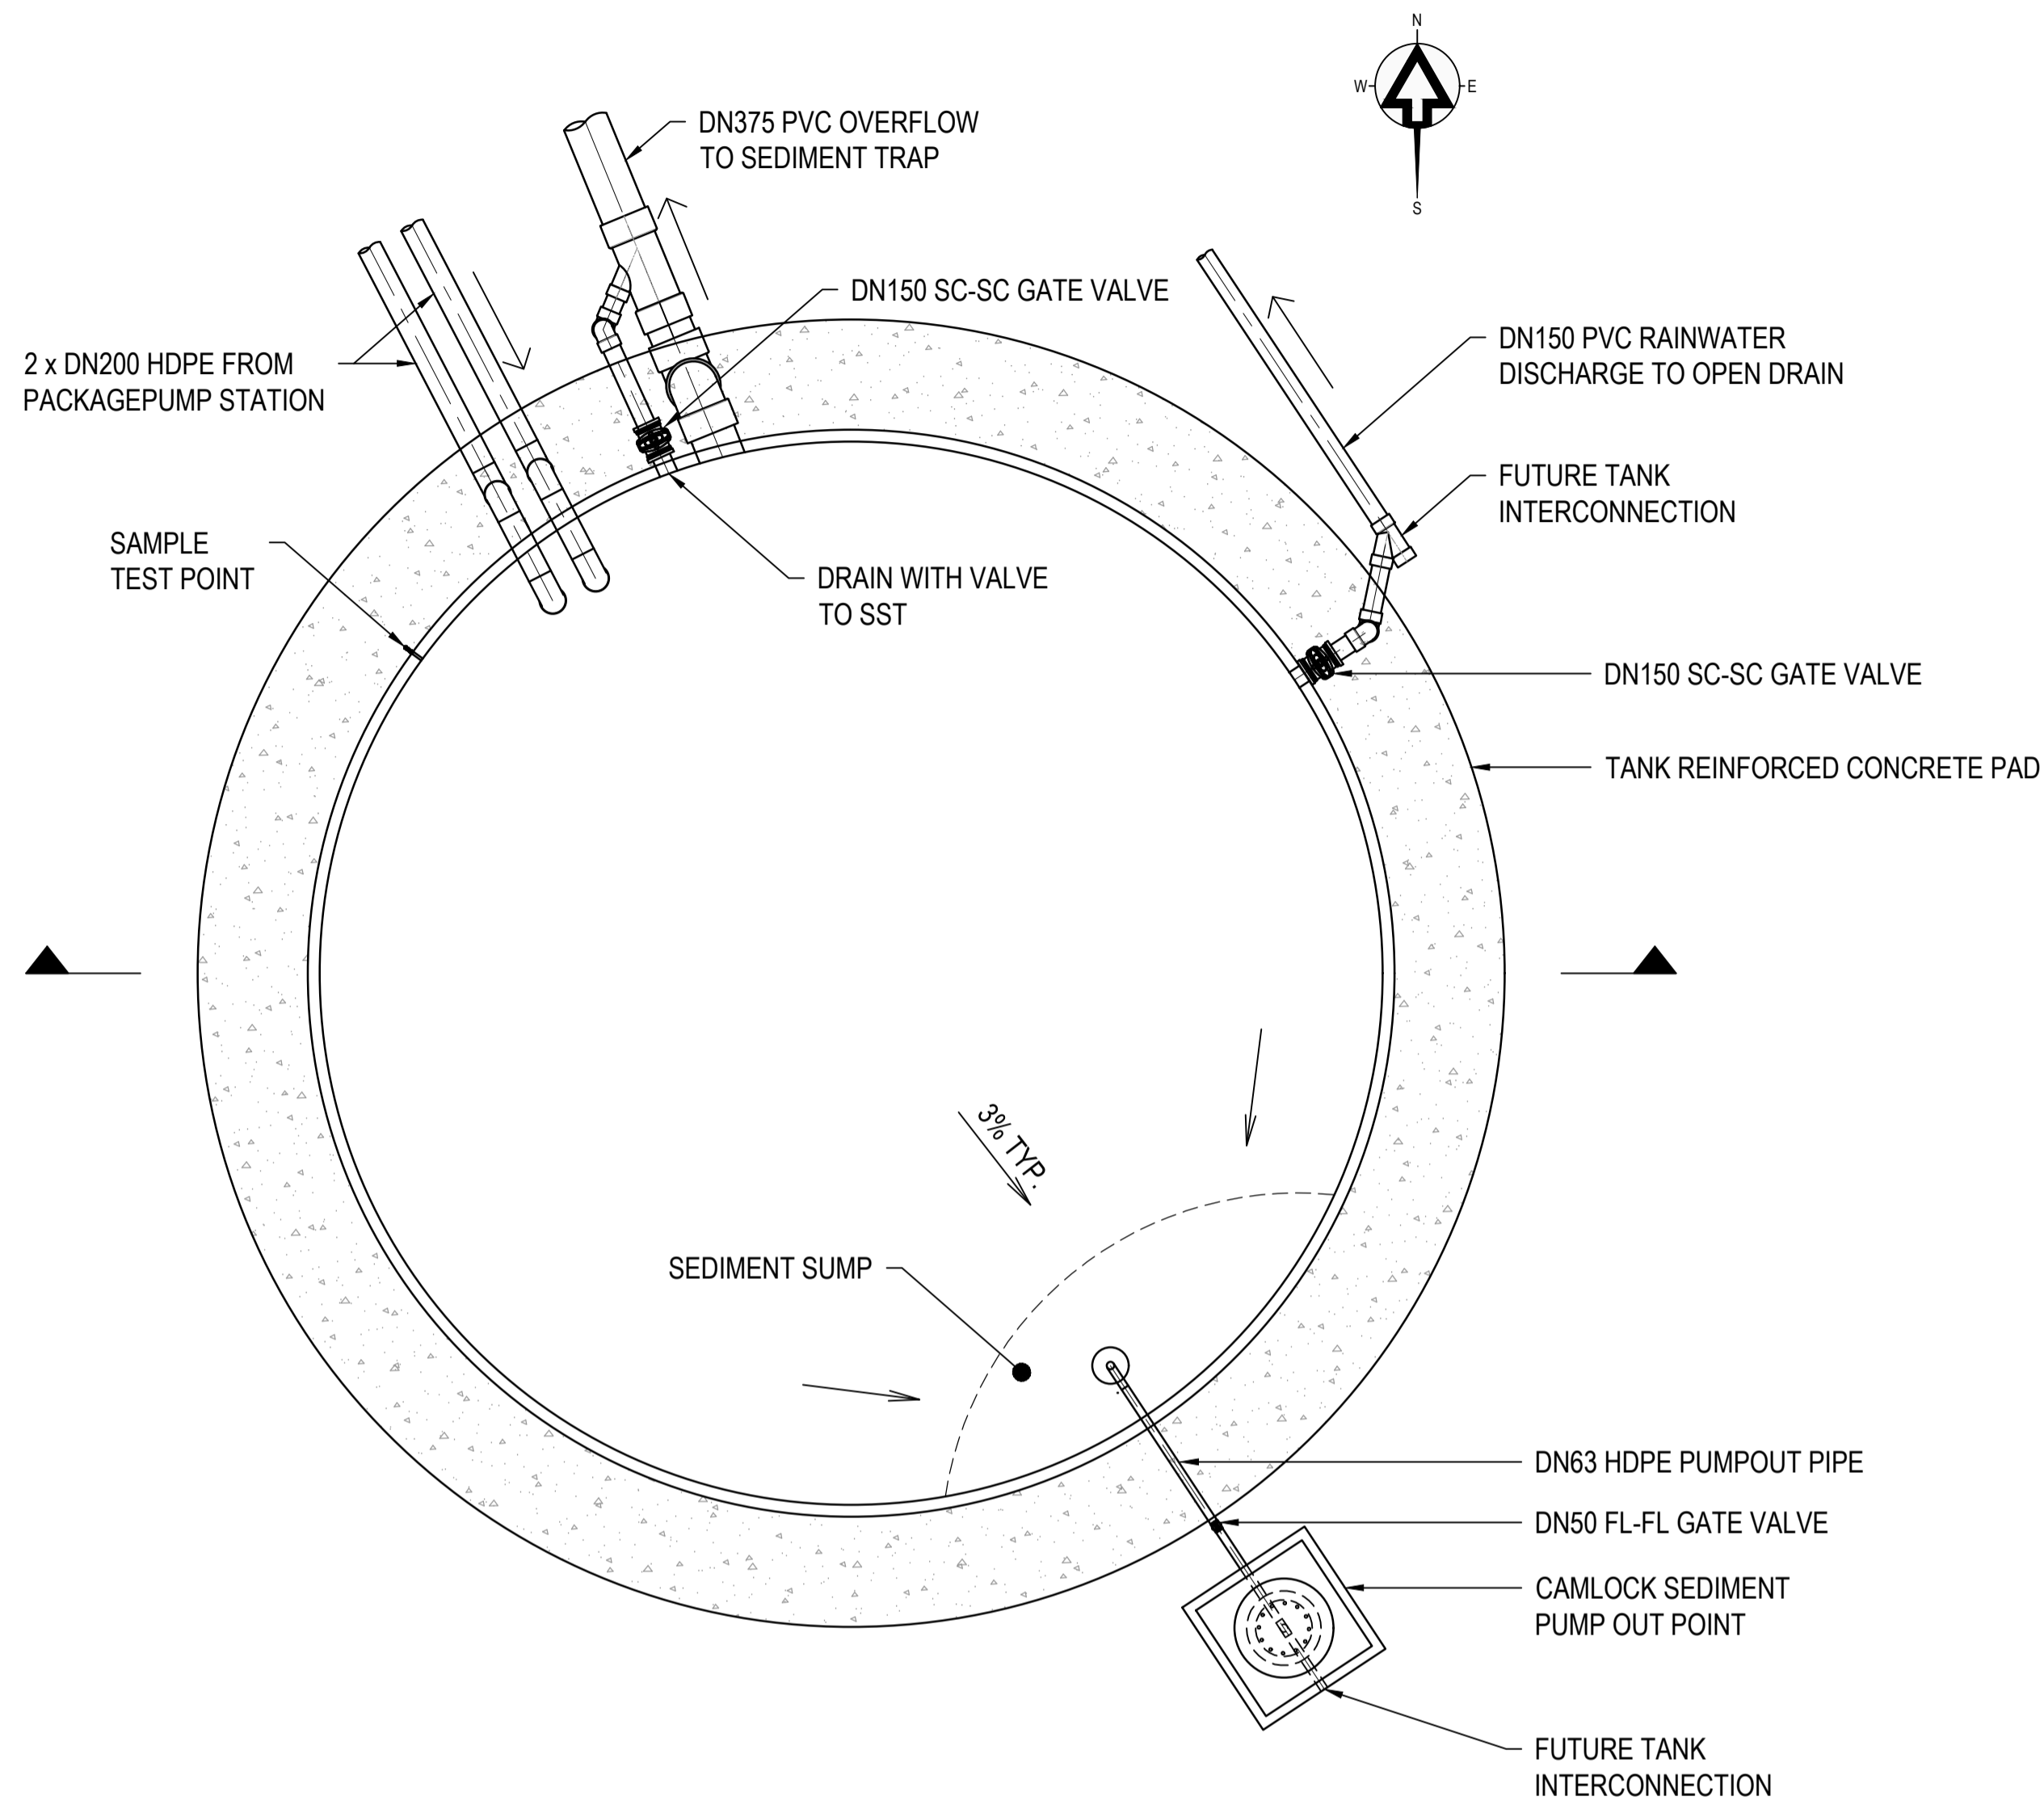 N
W
E
S
DN375 PVC OVERFLOW
TO SEDIMENT TRAP
DN150 SC-SC GATE VALVE
2 x DN200 HDPE FROM
PACKAGEPUMP STATION
DN150 PVC RAINWATER
DISCHARGE TO OPEN DRAIN
FUTURE TANK
INTERCONNECTION
SAMPLE
TEST POINT
DRAIN WITH VALVE
TO SST
DN150 SC-SC GATE VALVE
TANK REINFORCED CONCRETE PAD
3% TYP.
SEDIMENT SUMP
DN63 HDPE PUMPOUT PIPE
DN50 FL-FL GATE VALVE
CAMLOCK SEDIMENT
PUMP OUT POINT
FUTURE TANK
INTERCONNECTION